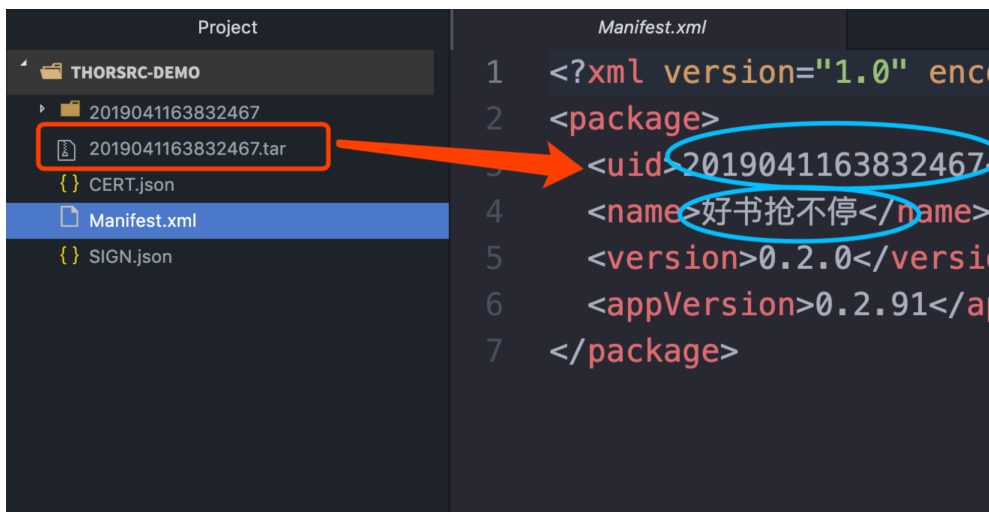 Project
THORSRC-DEMO
2019041163832467
2019041163832467.tar
CERT.json
Manifest.xml
SIGN.json
Manifest.xml
1 <?xml version="1.0" enc
2 <package>
3 <uid>2019041163832467<
4 <name>好书抢不停</name>
5 <version>0.2.0</versi
6 <appVersion>0.2.91</a
7 </package>